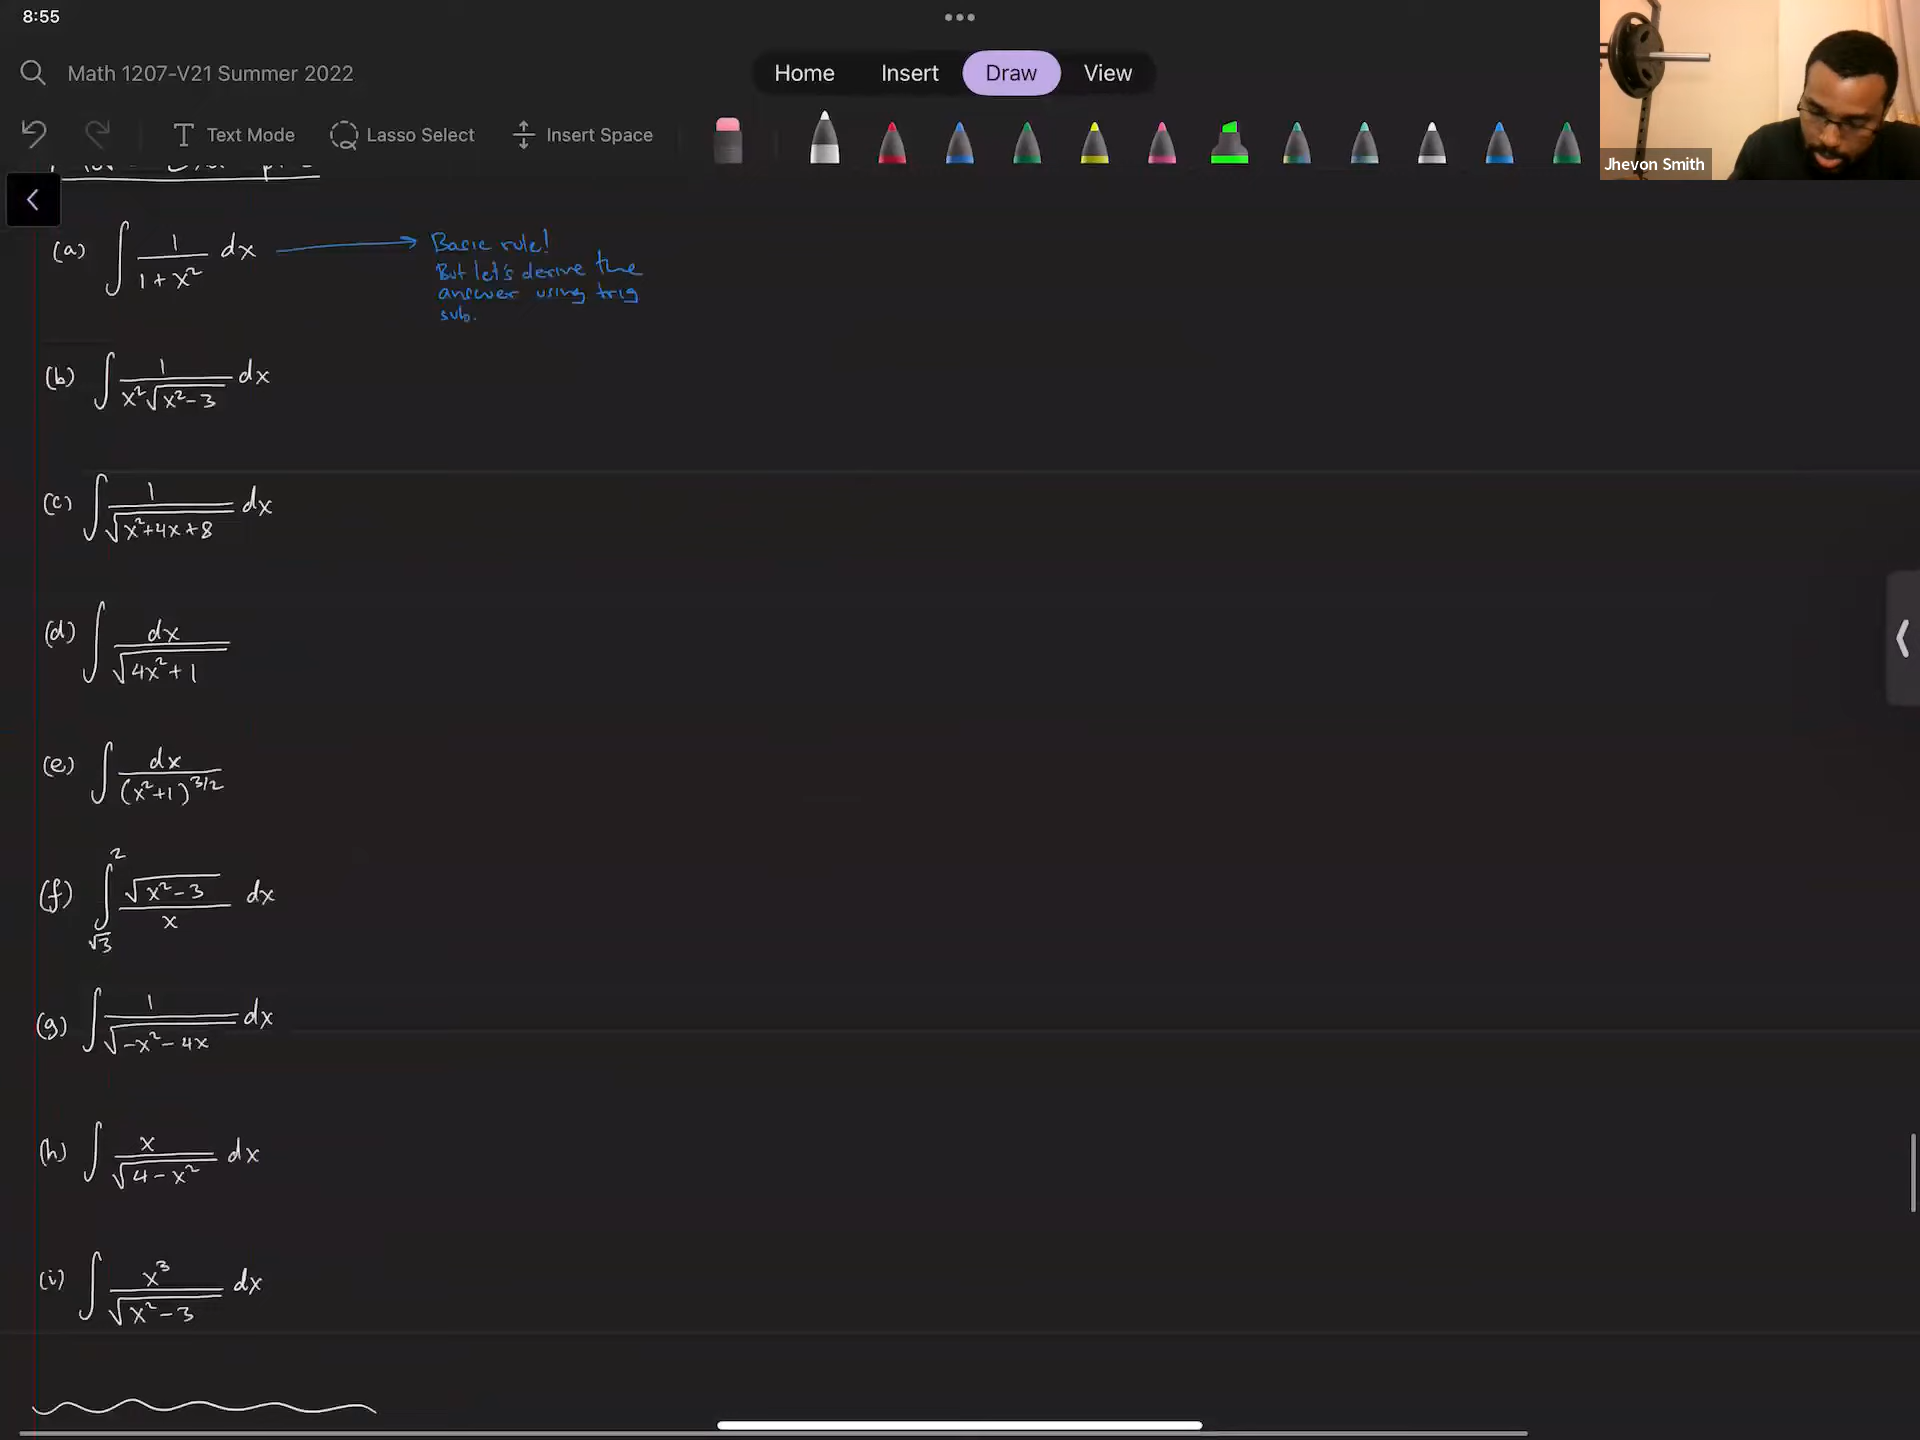 8:55
Math 1207-V21 Summer 2022
Home Insert Draw View
Text Mode Lasso Select Insert Space
Jhevon Smith
(a) ∫ 1/(1+x²) dx → Basic rule!
But let's derive the
answer using trig
sub.
(b) ∫ 1/(x²√(x²-3)) dx
(c) ∫ 1/√(x²+4x+8) dx
(d) ∫ dx/√(4x²+1)
(e) ∫ dx/(x²+1)^(3/2)
(f) ∫_√3^2 √(x²-3)/x dx
(g) ∫ 1/√(-x²-4x) dx
(h) ∫ x/√(4-x²) dx
(i) ∫ x³/√(x²-3) dx